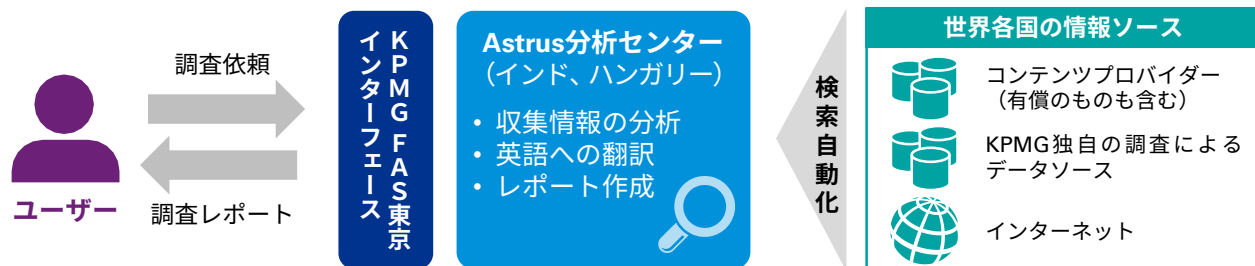 調査依頼
調査レポート
ユーザー
KPMG FAS東京
インターフェース
Astrus分析センター
（インド、ハンガリー）
• 収集情報の分析
• 英語への翻訳
• レポート作成
検索自動化
世界各国の情報ソース
コンテンツプロバイダー
（有償のものも含む）
KPMG独自の調査による
データソース
インターネット